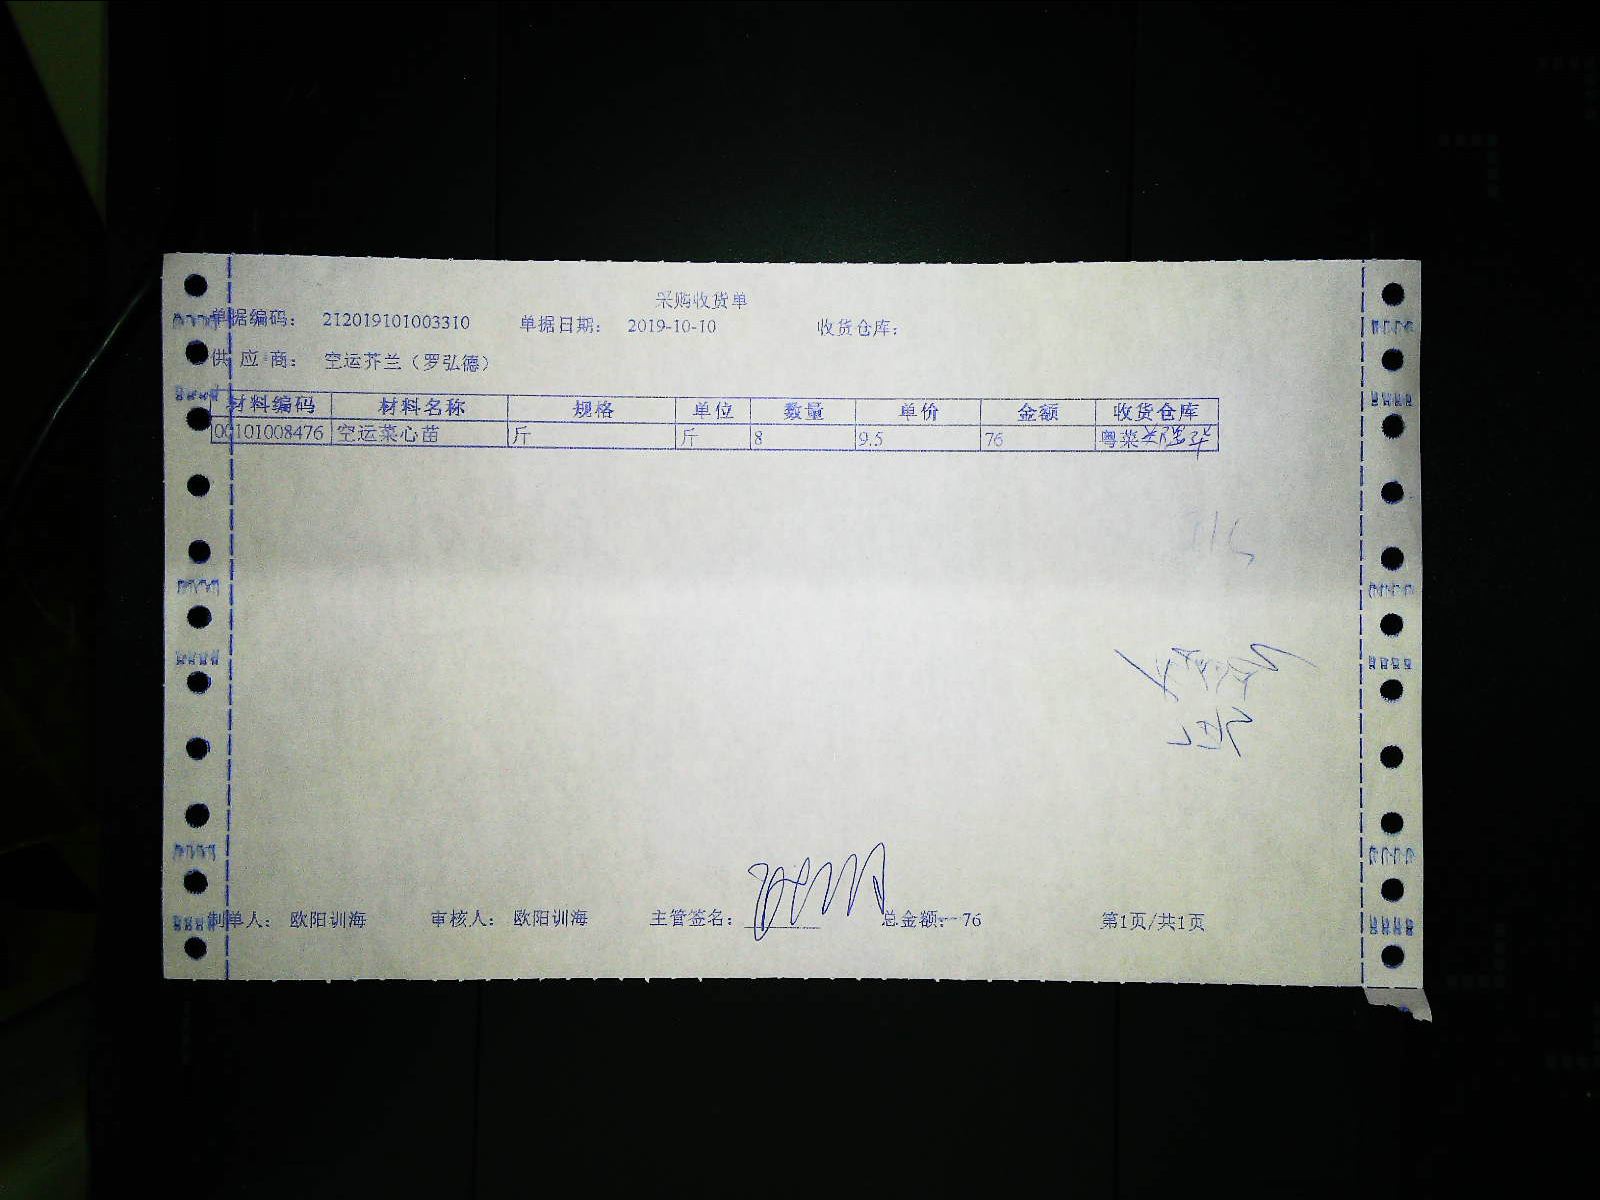 采购收货单
单据编码： 212019101003310 单据日期： 2019-10-10 收货仓库：
供应商： 空运芥兰（罗弘德）
材料编码 材料名称 规格 单位 数量 单价 金额 收货仓库
00101008476 空运菜心苗 斤 斤 8 9.5 76 粤菜
制单人： 欧阳训海 审核人： 欧阳训海 主管签名： 总金额： 76 第1页/共1页